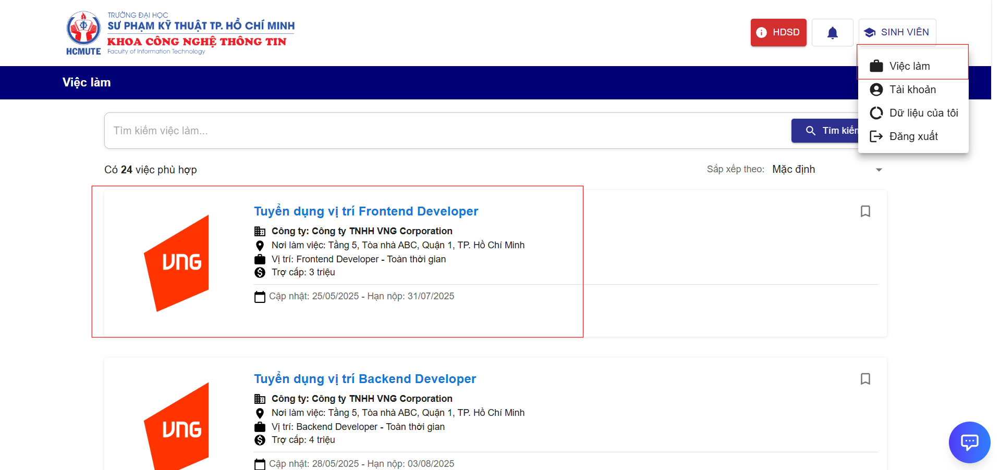 TRƯỜNG ĐẠI HỌC
SƯ PHẠM KỸ THUẬT TP. HỒ CHÍ MINH
KHOA CÔNG NGHỆ THÔNG TIN
HCMUTE
Faculty of Information Technology
HDSD
SINH VIÊN
Việc làm
Tài khoản
Dữ liệu của tôi
Đăng xuất
Việc làm
Tìm kiếm việc làm...
Tìm kiếm
Có 24 việc phù hợp
Sắp xếp theo: Mặc định
VNG
Tuyển dụng vị trí Frontend Developer
Công ty: Công ty TNHH VNG Corporation
Nơi làm việc: Tầng 5, Tòa nhà ABC, Quận 1, TP. Hồ Chí Minh
Vị trí: Frontend Developer - Toàn thời gian
Trợ cấp: 3 triệu
Cập nhật: 25/05/2025 - Hạn nộp: 31/07/2025
VNG
Tuyển dụng vị trí Backend Developer
Công ty: Công ty TNHH VNG Corporation
Nơi làm việc: Tầng 5, Tòa nhà ABC, Quận 1, TP. Hồ Chí Minh
Vị trí: Backend Developer - Toàn thời gian
Trợ cấp: 4 triệu
Cập nhật: 28/05/2025 - Hạn nộp: 03/08/2025